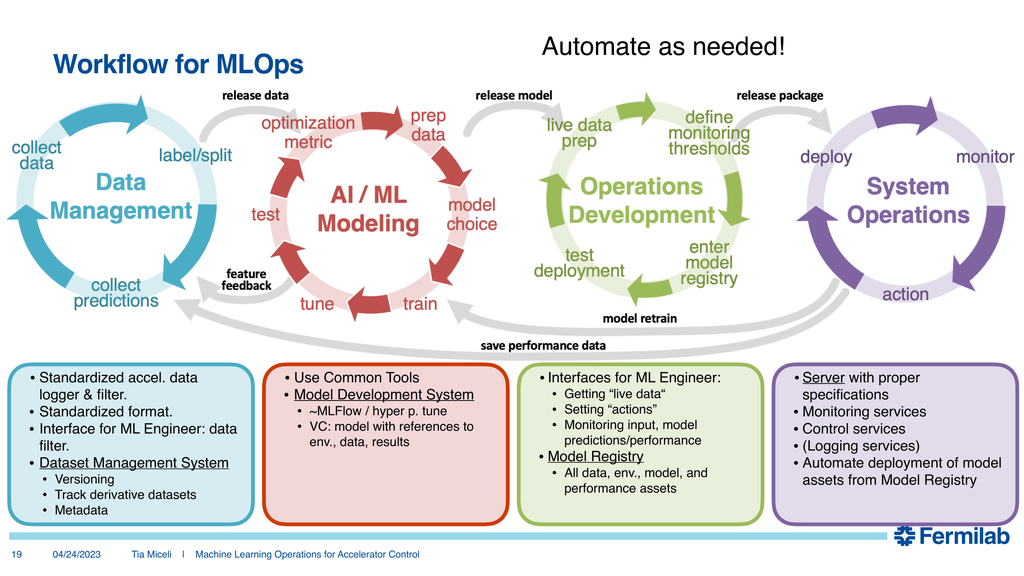 Automate as needed!
Workflow for MLOps
release data
release model
release package
collect
data
label/split
collect
predictions
Data
Management
optimization
metric
prep
data
model
choice
train
tune
test
AI / ML
Modeling
feature
feedback
live data
prep
define
monitoring
thresholds
enter
model
registry
test
deployment
Operations
Development
deploy
monitor
action
System
Operations
model retrain
save performance data
• Standardized accel. data
logger & filter.
• Standardized format.
• Interface for ML Engineer: data
filter.
• Dataset Management System
• Versioning
• Track derivative datasets
• Metadata
• Use Common Tools
• Model Development System
• ~MLFlow / hyper p. tune
• VC: model with references to
env., data, results
• Interfaces for ML Engineer:
• Getting “live data“
• Setting “actions”
• Monitoring input, model
predictions/performance
• Model Registry
• All data, env., model, and
performance assets
• Server with proper
specifications
• Monitoring services
• Control services
• (Logging services)
• Automate deployment of model
assets from Model Registry
Fermilab
19 04/24/2023 Tia Miceli | Machine Learning Operations for Accelerator Control